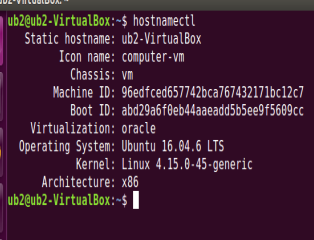 ub2-VirtualBox: ~
ub2@ub2-VirtualBox:~$ hostnamectl
Static hostname: ub2-VirtualBox
Icon name: computer-vm
Chassis: vm
Machine ID: 96edfced657742bca767432171bc12c7
Boot ID: abd29a6f0eb44aaeadd5b5ee9f5609cc
Virtualization: oracle
Operating System: Ubuntu 16.04.6 LTS
Kernel: Linux 4.15.0-45-generic
Architecture: x86
ub2@ub2-VirtualBox:~$